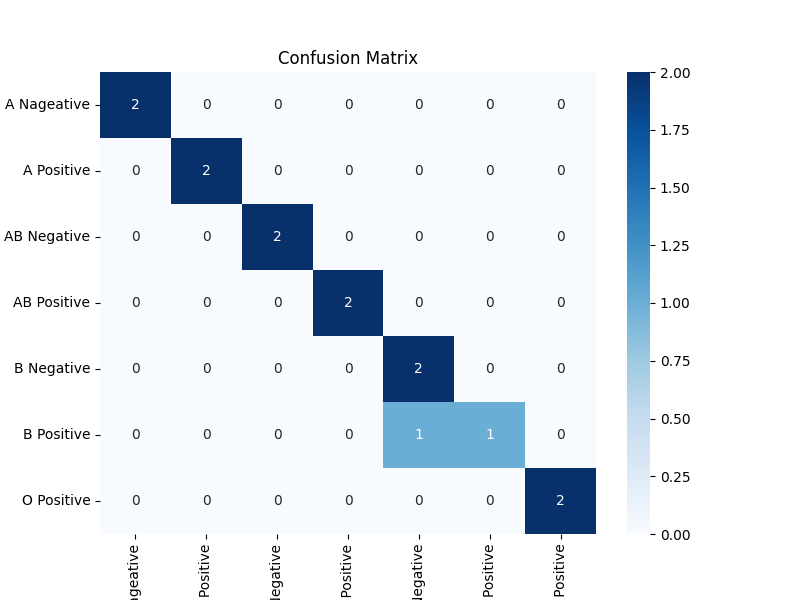 Confusion Matrix
A Nageative 2 0 0 0 0 0 0
A Positive 0 2 0 0 0 0 0
AB Negative 0 0 2 0 0 0 0
AB Positive 0 0 0 2 0 0 0
B Negative 0 0 0 0 2 0 0
B Positive 0 0 0 0 1 1 0
O Positive 0 0 0 0 0 0 2
Positive
Positive
Positive
Positive
2.00
1.75
1.50
1.25
1.00
0.75
0.50
0.25
0.00